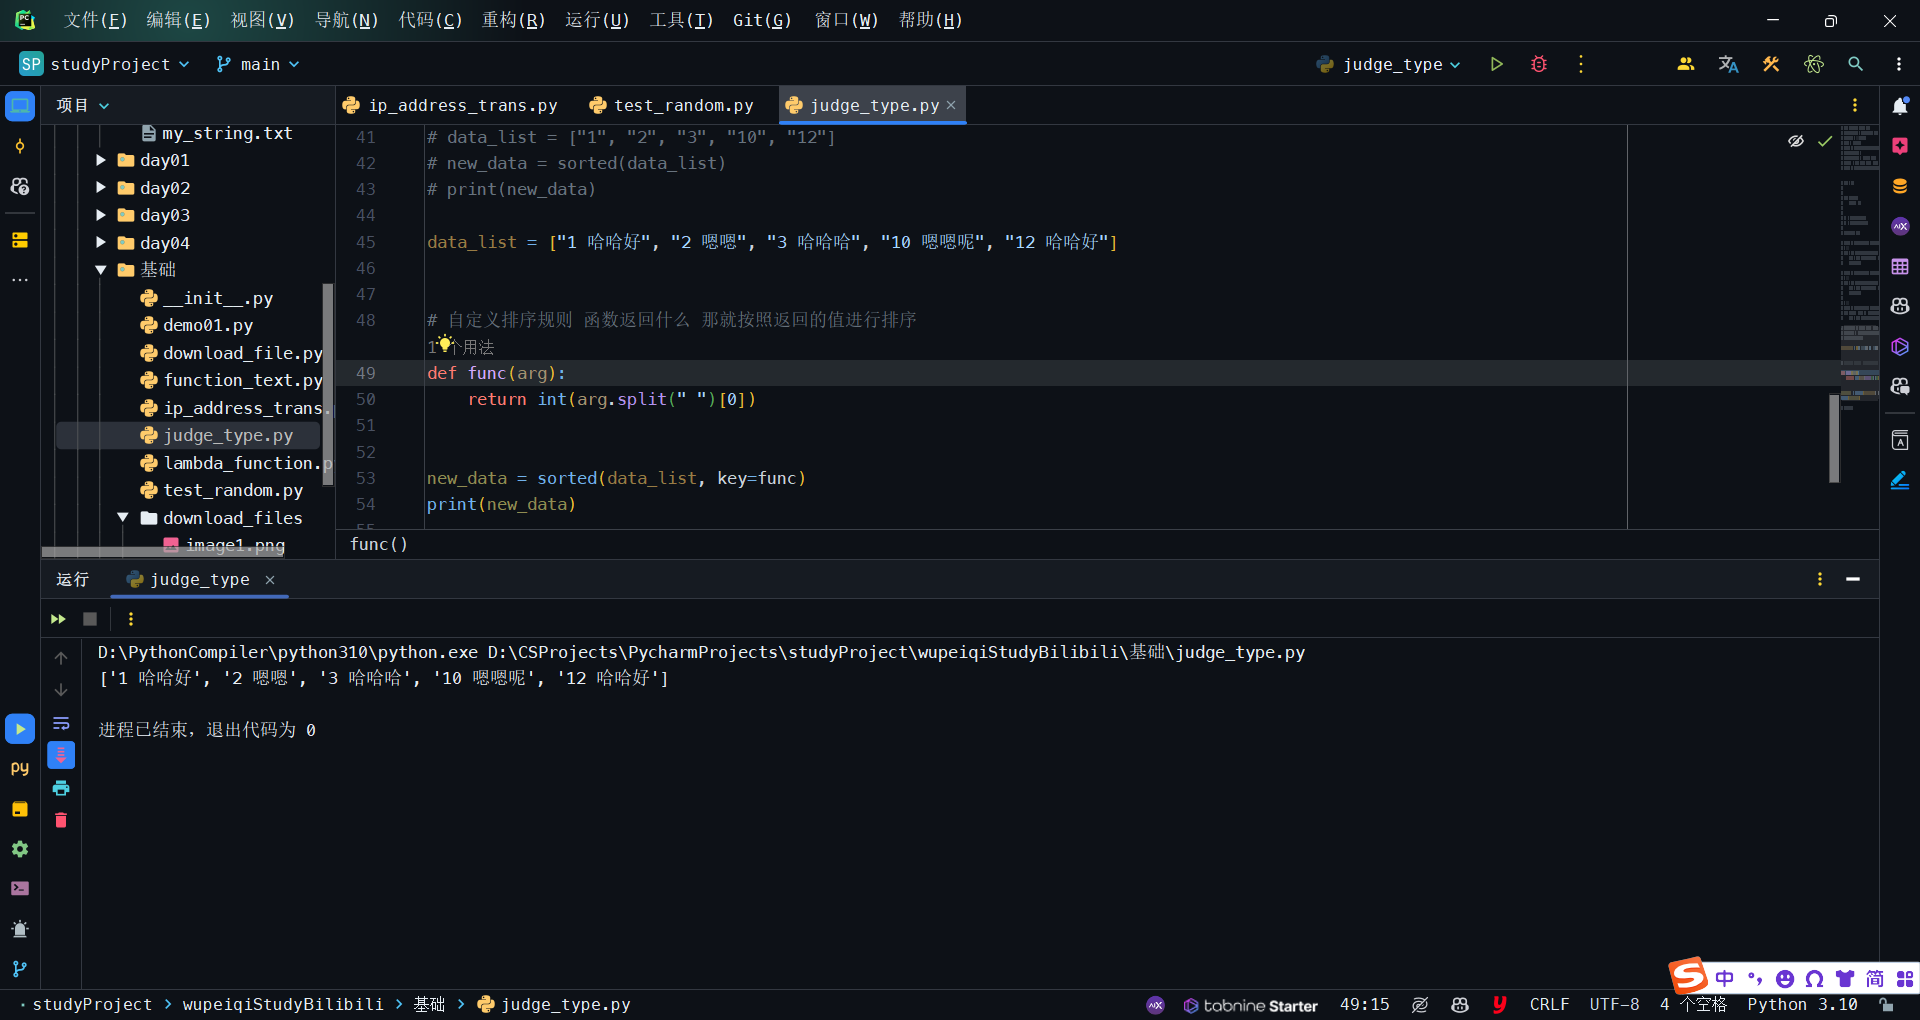 文件(F) 编辑(E) 视图(V) 导航(N) 代码(C) 重构(R) 运行(U) 工具(T) Git(G) 窗口(W) 帮助(H)
SP studyProject main judge_type
项目
ip_address_trans.py test_random.py judge_type.py
my_string.txt
day01
day02
day03
day04
基础
__init__.py
demo01.py
download_file.py
function_text.py
ip_address_trans.
judge_type.py
lambda_function.p
test_random.py
download_files
image1.png
41 # data_list = ["1", "2", "3", "10", "12"]
42 # new_data = sorted(data_list)
43 # print(new_data)
44
45 data_list = ["1 哈哈好", "2 嗯嗯", "3 哈哈哈", "10 嗯嗯呢", "12 哈哈好"]
46
47
48 # 自定义排序规则 函数返回什么 那就按照返回的值进行排序
1个用法
49 def func(arg):
50 return int(arg.split(" ")[0])
51
52
53 new_data = sorted(data_list, key=func)
54 print(new_data)
55
func()
运行 judge_type
D:\PythonCompiler\python310\python.exe D:\CSProjects\PycharmProjects\studyProject\wupeiqiStudyBilibili\基础\judge_type.py
['1 哈哈好', '2 嗯嗯', '3 哈哈哈', '10 嗯嗯呢', '12 哈哈好']
进程已结束,退出代码为 0
py
中 简
studyProject > wupeiqiStudyBilibili > 基础 > judge_type.py tabnine Starter 49:15 CRLF UTF-8 4 个空格 Python 3.10